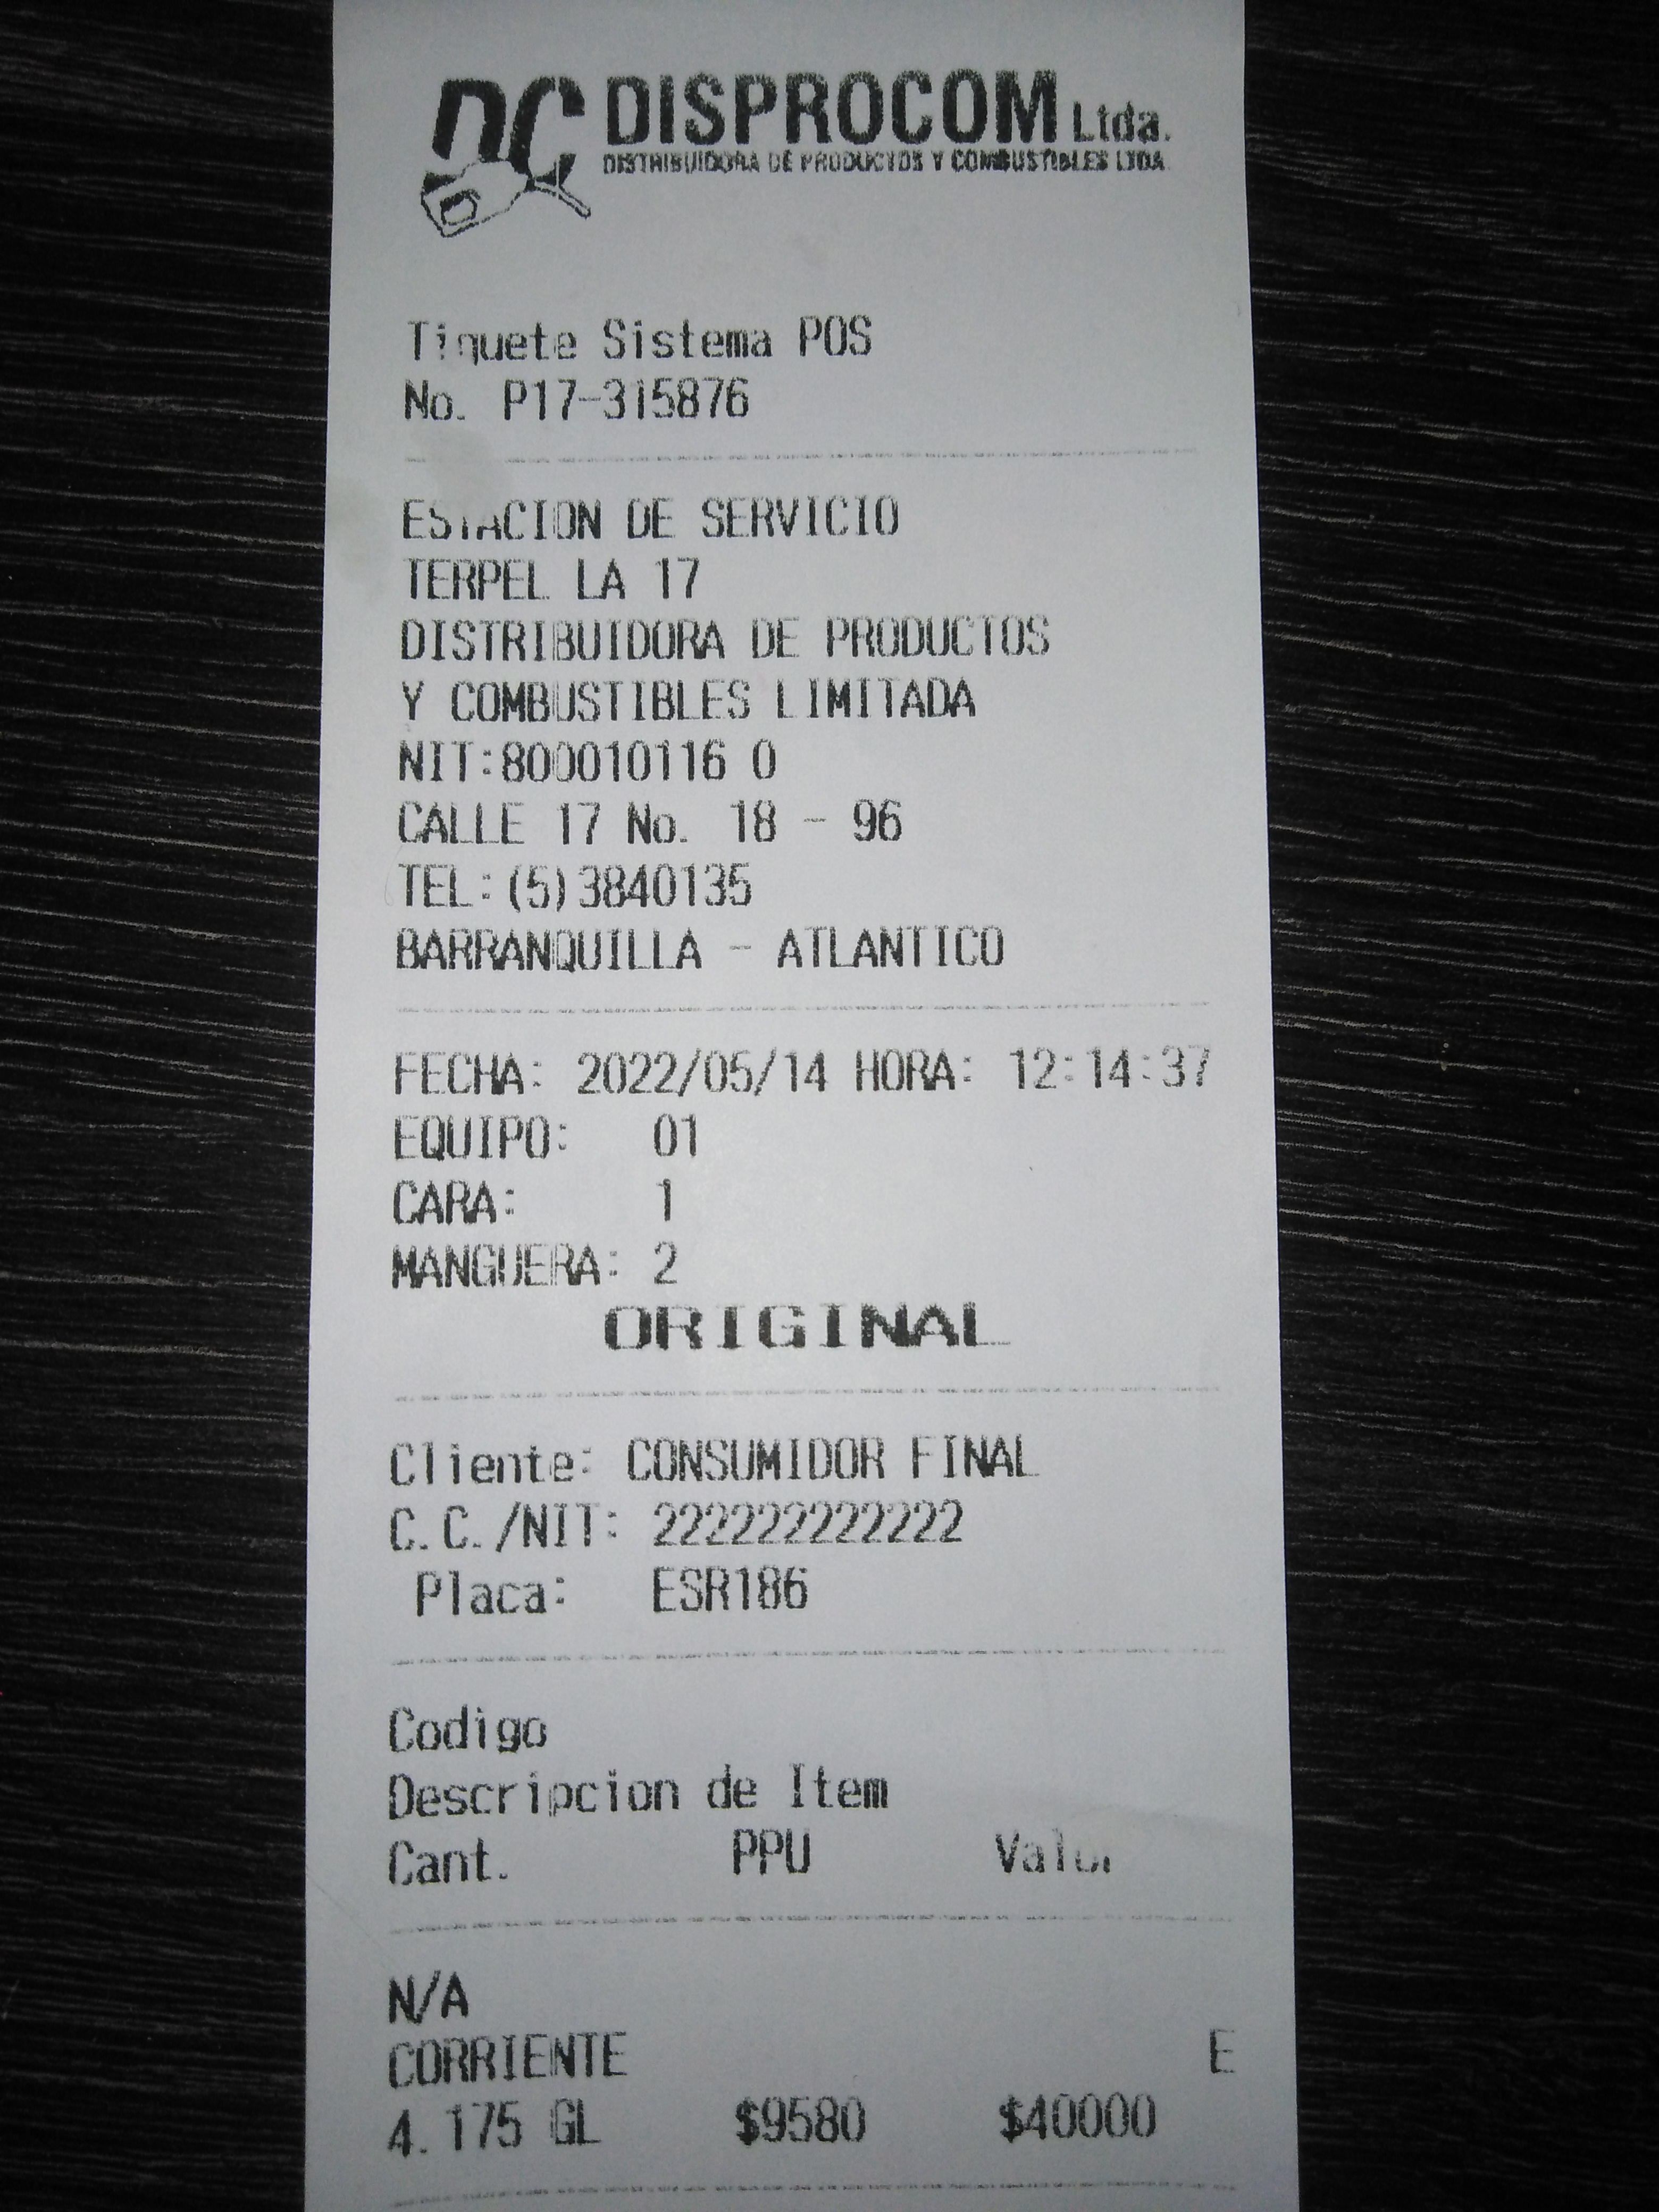 DC DISPROCOM Ltda.
DISTRIBUIDORA DE PRODUCTOS Y COMBUSTIBLES LTDA.
Tiquete Sistema POS
No. P17-315876
ESTACION DE SERVICIO
TERPEL LA 17
DISTRIBUIDORA DE PRODUCTOS
Y COMBUSTIBLES LIMITADA
NIT:800010116 0
CALLE 17 No. 18 - 96
TEL:(5)3840135
BARRANQUILLA - ATLANTICO
FECHA: 2022/05/14 HORA: 12:14:37
EQUIPO: 01
CARA: 1
MANGUERA: 2
ORIGINAL
Cliente: CONSUMIDOR FINAL
C.C./NIT: 222222222222
Placa: ESR186
Codigo
Descripcion de Item
Cant. PPU Valor
N/A
CORRIENTE E
4.175 GL $9580 $40000